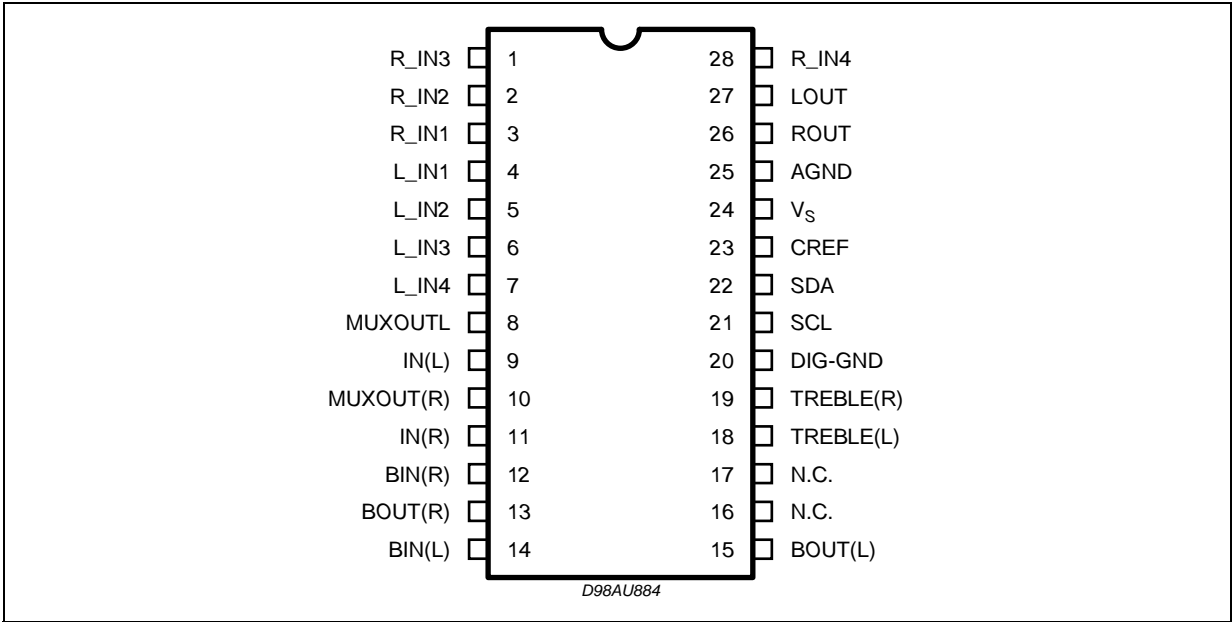 R_IN3 1 28 R_IN4
R_IN2 2 27 LOUT
R_IN1 3 26 ROUT
L_IN1 4 25 AGND
L_IN2 5 24 VS
L_IN3 6 23 CREF
L_IN4 7 22 SDA
MUXOUTL 8 21 SCL
IN(L) 9 20 DIG-GND
MUXOUT(R) 10 19 TREBLE(R)
IN(R) 11 18 TREBLE(L)
BIN(R) 12 17 N.C.
BOUT(R) 13 16 N.C.
BIN(L) 14 15 BOUT(L)
D98AU884